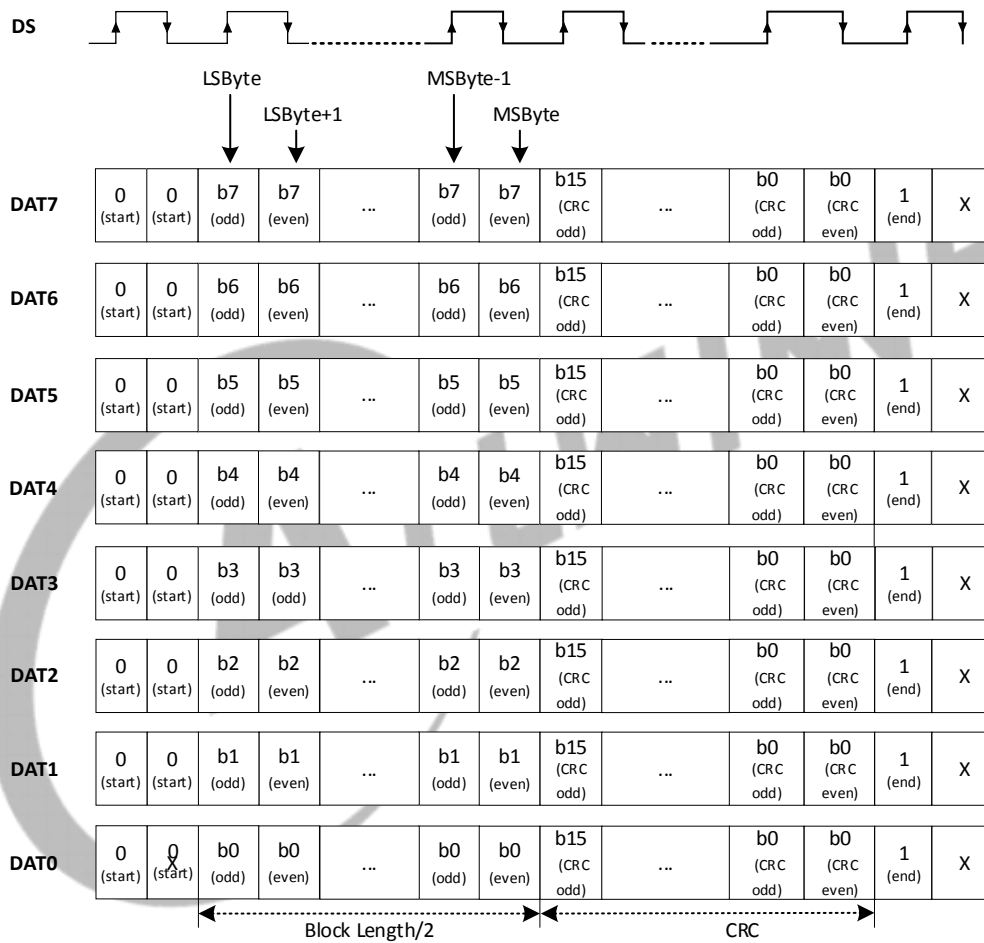 DS
LSByte MSByte-1
LSByte+1 MSByte
DAT7 0 (start) 0 (start) b7 (odd) b7 (even) ... b7 (odd) b7 (even) b15 (CRC odd) ... b0 (CRC odd) b0 (CRC even) 1 (end) X
DAT6 0 (start) 0 (start) b6 (odd) b6 (even) ... b6 (odd) b6 (even) b15 (CRC odd) ... b0 (CRC odd) b0 (CRC even) 1 (end) X
DAT5 0 (start) 0 (start) b5 (odd) b5 (even) ... b5 (odd) b5 (even) b15 (CRC odd) ... b0 (CRC odd) b0 (CRC even) 1 (end) X
DAT4 0 (start) 0 (start) b4 (odd) b4 (even) ... b4 (odd) b4 (even) b15 (CRC odd) ... b0 (CRC odd) b0 (CRC even) 1 (end) X
DAT3 0 (start) 0 (start) b3 (odd) b3 (odd) ... b3 (odd) b3 (even) b15 (CRC odd) ... b0 (CRC odd) b0 (CRC even) 1 (end) X
DAT2 0 (start) 0 (start) b2 (odd) b2 (even) ... b2 (odd) b2 (even) b15 (CRC odd) ... b0 (CRC odd) b0 (CRC even) 1 (end) X
DAT1 0 (start) 0 (start) b1 (odd) b1 (even) ... b1 (odd) b1 (even) b15 (CRC odd) ... b0 (CRC odd) b0 (CRC even) 1 (end) X
DAT0 0 (start) 0 X (start) b0 (odd) b0 (even) ... b0 (odd) b0 (even) b15 (CRC odd) ... b0 (CRC odd) b0 (CRC even) 1 (end) X
Block Length/2 CRC